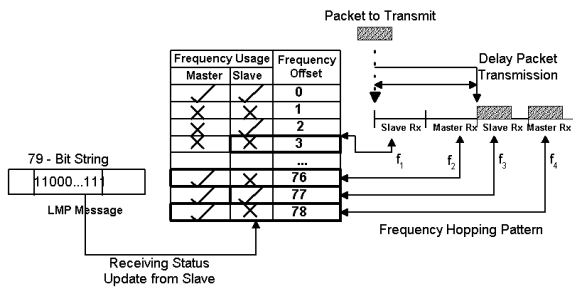 Packet to Transmit
Delay Packet
Transmission
Frequency Usage
Frequency
Offset
Master
Slave
0
1
2
3
...
76
77
78
Slave Rx
Master Rx
Slave Rx
Master Rx
f1
f2
f3
f4
79 - Bit String
11000...111
LMP Message
Frequency Hopping Pattern
Receiving Status
Update from Slave